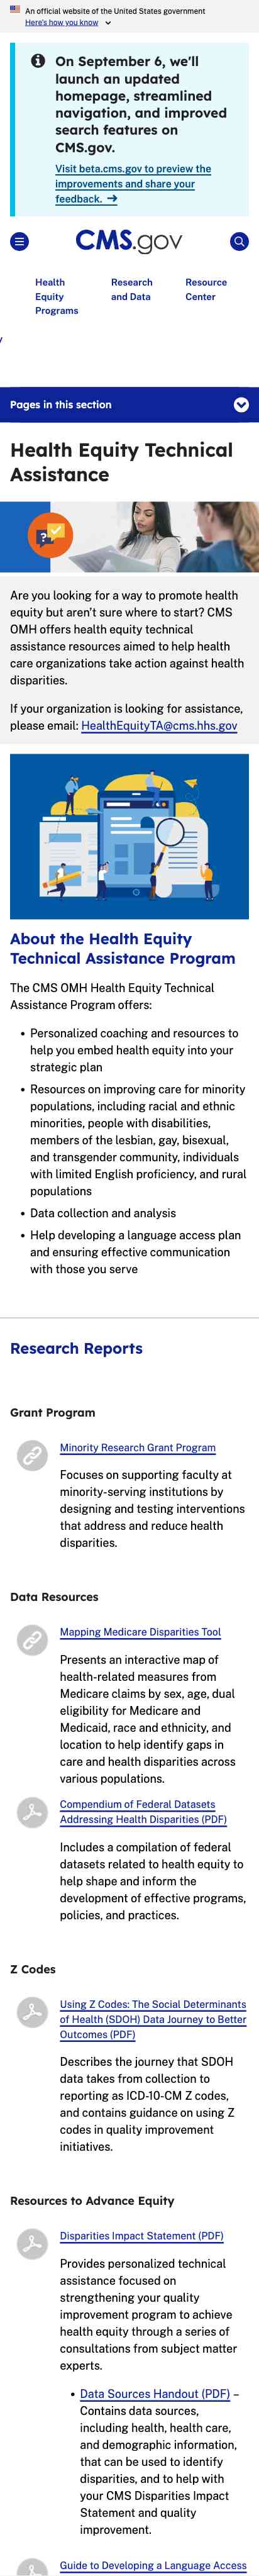 An official website of the United States government
Here's how you know
On September 6, we'll
launch an updated
homepage, streamlined
navigation, and improved
search features on
CMS.gov.
Visit beta.cms.gov to preview the
improvements and share your
feedback. →
CMS.gov
Health
Equity
Programs
Research
and Data
Resource
Center
y
Pages in this section
Health Equity Technical
Assistance
?
Are you looking for a way to promote health
equity but aren't sure where to start? CMS
OMH offers health equity technical
assistance resources aimed to help health
care organizations take action against health
disparities.
If your organization is looking for assistance,
please email: HealthEquityTA@cms.hhs.gov
About the Health Equity
Technical Assistance Program
The CMS OMH Health Equity Technical
Assistance Program offers:
• Personalized coaching and resources to
help you embed health equity into your
strategic plan
• Resources on improving care for minority
populations, including racial and ethnic
minorities, people with disabilities,
members of the lesbian, gay, bisexual,
and transgender community, individuals
with limited English proficiency, and rural
populations
• Data collection and analysis
• Help developing a language access plan
and ensuring effective communication
with those you serve
Research Reports
Grant Program
Minority Research Grant Program
Focuses on supporting faculty at
minority-serving institutions by
designing and testing interventions
that address and reduce health
disparities.
Data Resources
Mapping Medicare Disparities Tool
Presents an interactive map of
health-related measures from
Medicare claims by sex, age, dual
eligibility for Medicare and
Medicaid, race and ethnicity, and
location to help identify gaps in
care and health disparities across
various populations.
Compendium of Federal Datasets
Addressing Health Disparities (PDF)
Includes a compilation of federal
datasets related to health equity to
help shape and inform the
development of effective programs,
policies, and practices.
Z Codes
Using Z Codes: The Social Determinants
of Health (SDOH) Data Journey to Better
Outcomes (PDF)
Describes the journey that SDOH
data takes from collection to
reporting as ICD-10-CM Z codes,
and contains guidance on using Z
codes in quality improvement
initiatives.
Resources to Advance Equity
Disparities Impact Statement (PDF)
Provides personalized technical
assistance focused on
strengthening your quality
improvement program to achieve
health equity through a series of
consultations from subject matter
experts.
• Data Sources Handout (PDF) –
Contains data sources,
including health, health care,
and demographic information,
that can be used to identify
disparities, and to help with
your CMS Disparities Impact
Statement and quality
improvement.
Guide to Developing a Language Access